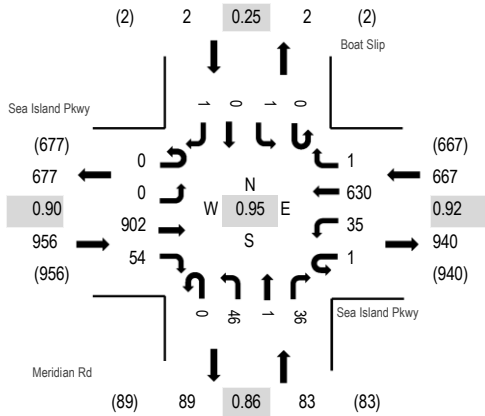 (2) 2 0.25 2 (2)
Boat Slip
1 0 1 0
Sea Island Pkwy
(677)
677
0.90
956
(956)
0
0
902
54
N
W 0.95 E
S
1
630
35
1
(667)
667
0.92
940
(940)
0 46 1 36
Sea Island Pkwy
Meridian Rd
(89) 89 0.86 83 (83)